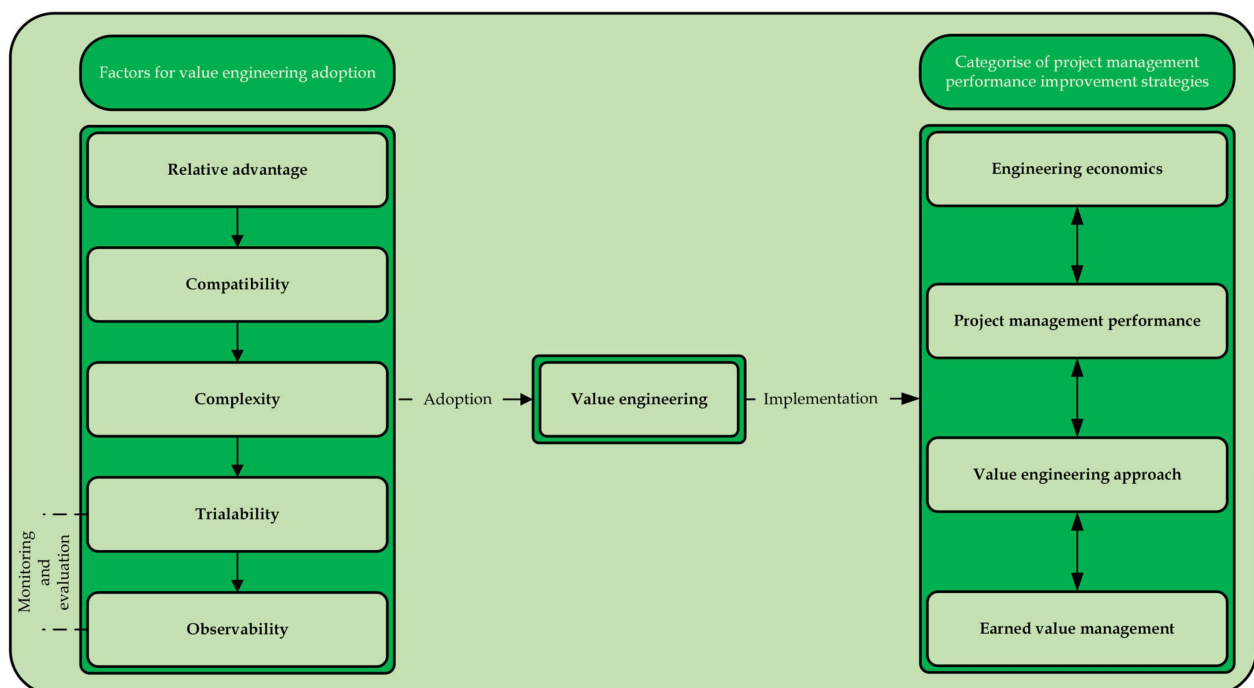 Factors for value engineering adoption
Relative advantage
Compatibility
Complexity
Trialability
Observability
Monitoring
and
evaluation
Adoption
Value engineering
Implementation
Categorise of project management
performance improvement strategies
Engineering economics
Project management performance
Value engineering approach
Earned value management